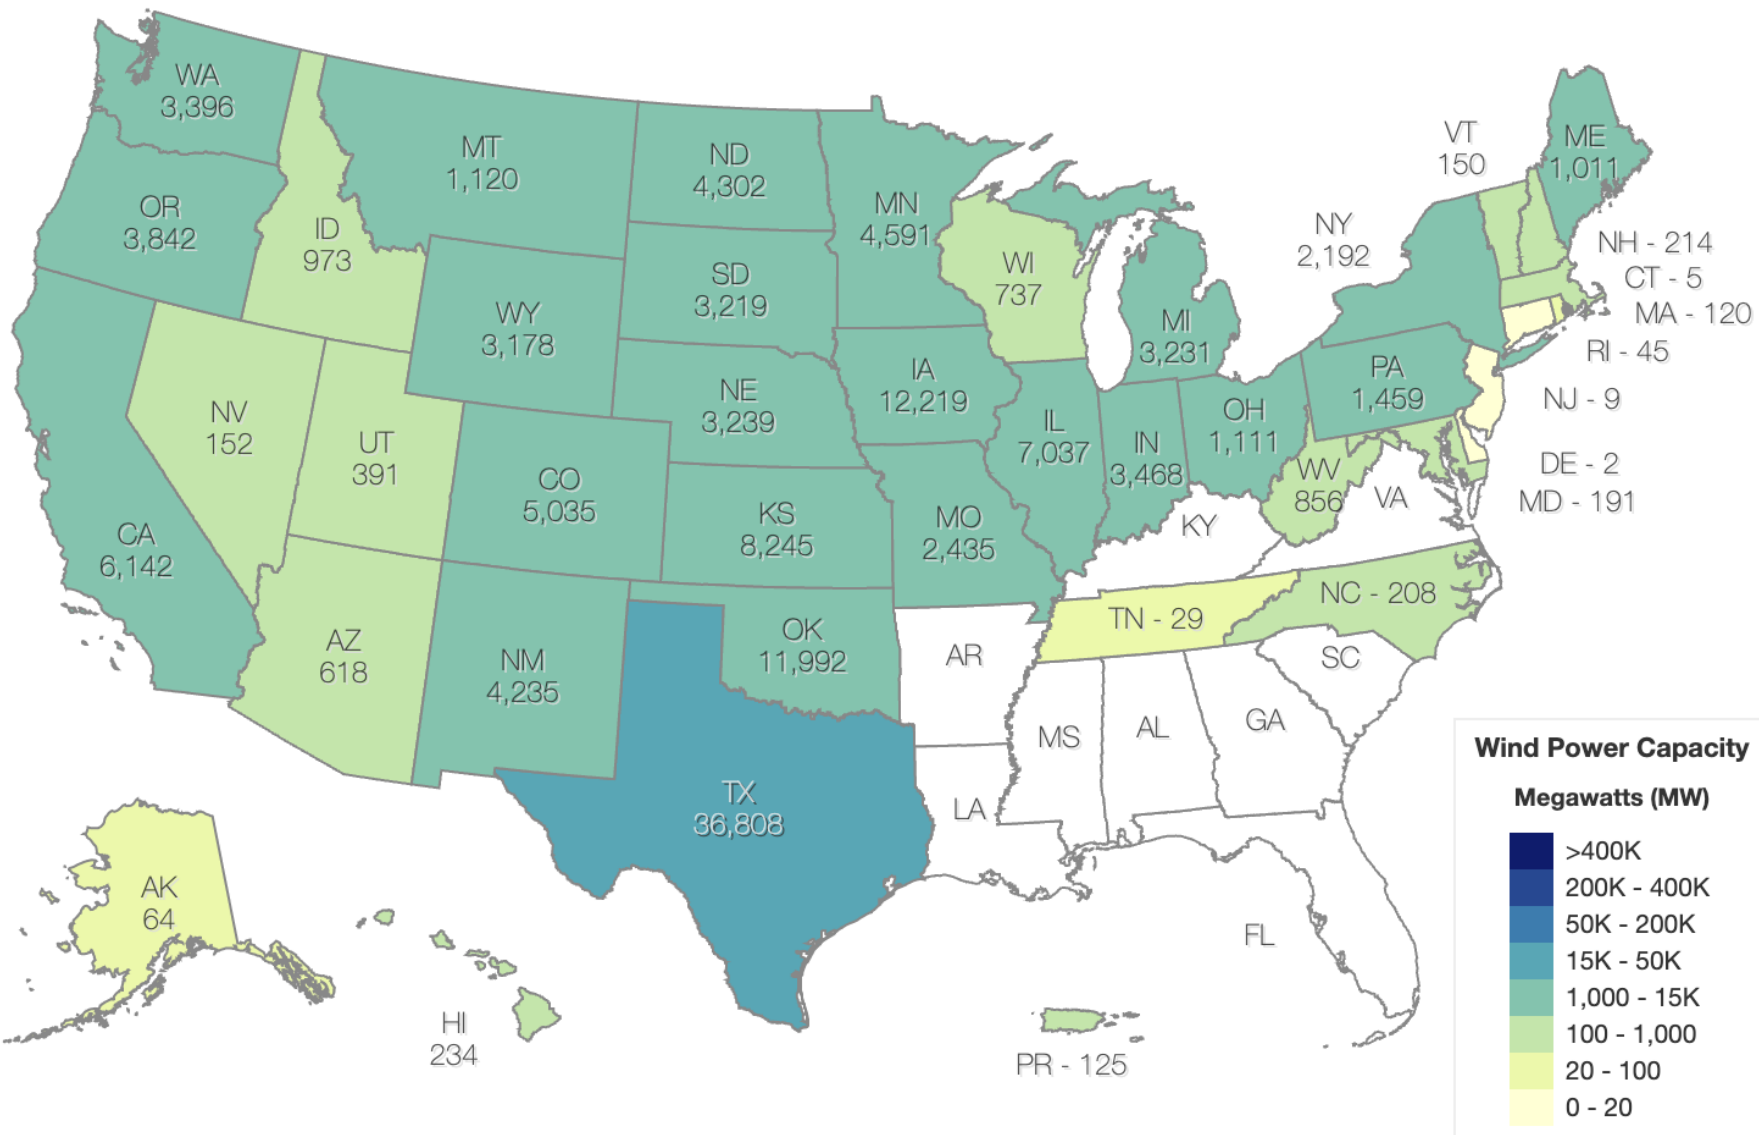 WA
3,396
MT
1,120
ND
4,302
MN
4,591
VT
150
ME
1,011
OR
3,842
ID
973
NY
2,192
NH - 214
CT - 5
MA - 120
RI - 45
SD
3,219
WI
737
WY
3,178
MI
3,231
PA
1,459
NJ - 9
IA
12,219
NE
3,239
NV
152
UT
391
IL
7,037
IN
3,468
OH
1,111
WV
856
VA
DE - 2
MD - 191
CO
5,035
KS
8,245
MO
2,435
KY
CA
6,142
TN - 29
NC - 208
AZ
618
NM
4,235
OK
11,992
AR
SC
MS
AL
GA
TX
36,808
LA
FL
AK
64
HI
234
PR - 125
Wind Power Capacity
Megawatts (MW)
>400K
200K - 400K
50K - 200K
15K - 50K
1,000 - 15K
100 - 1,000
20 - 100
0 - 20